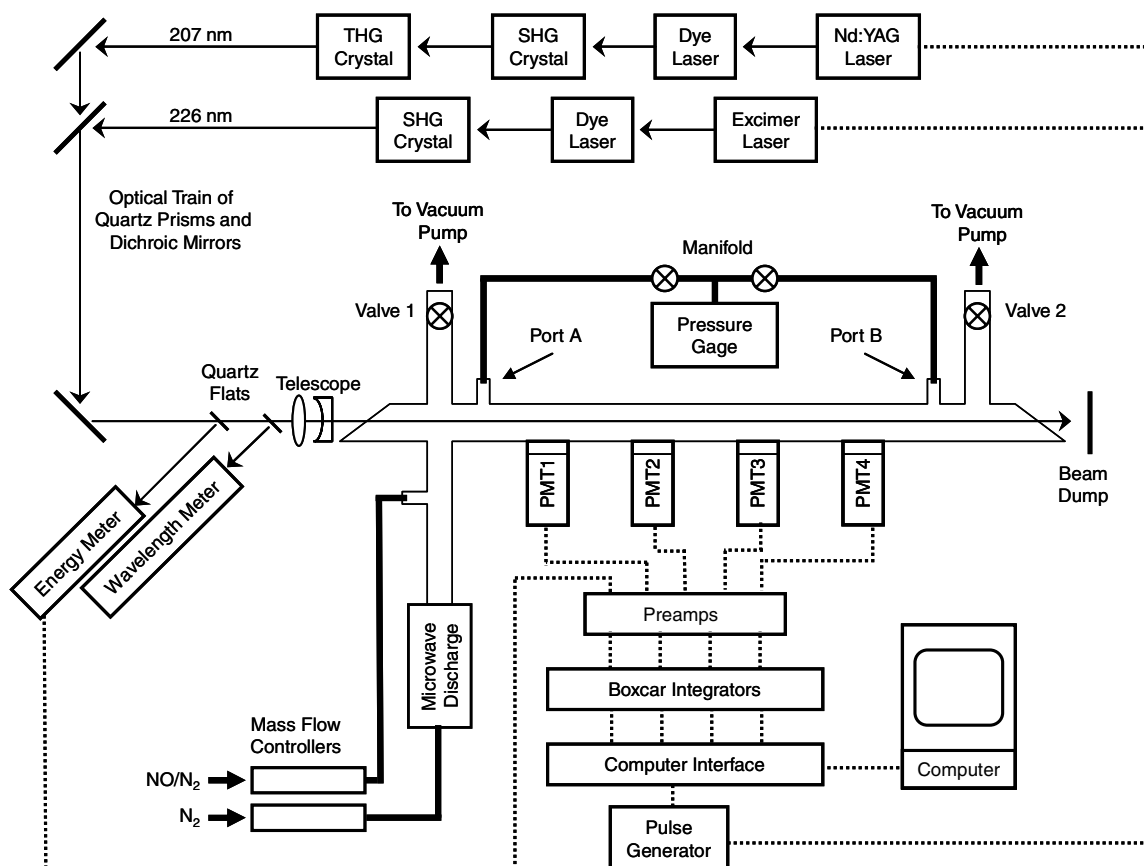 207 nm
THG
Crystal
SHG
Crystal
Dye
Laser
Nd:YAG
Laser
226 nm
SHG
Crystal
Dye
Laser
Excimer
Laser
Optical Train of
Quartz Prisms and
Dichroic Mirrors
To Vacuum
Pump
Manifold
To Vacuum
Pump
Valve 1
Pressure
Gage
Valve 2
Port A
Port B
Quartz
Flats
Telescope
Beam
Dump
PMT1
PMT2
PMT3
PMT4
Energy Meter
Wavelength Meter
Preamps
Microwave
Discharge
Boxcar Integrators
Mass Flow
Controllers
Computer Interface
Computer
NO/N₂
N₂
Pulse
Generator